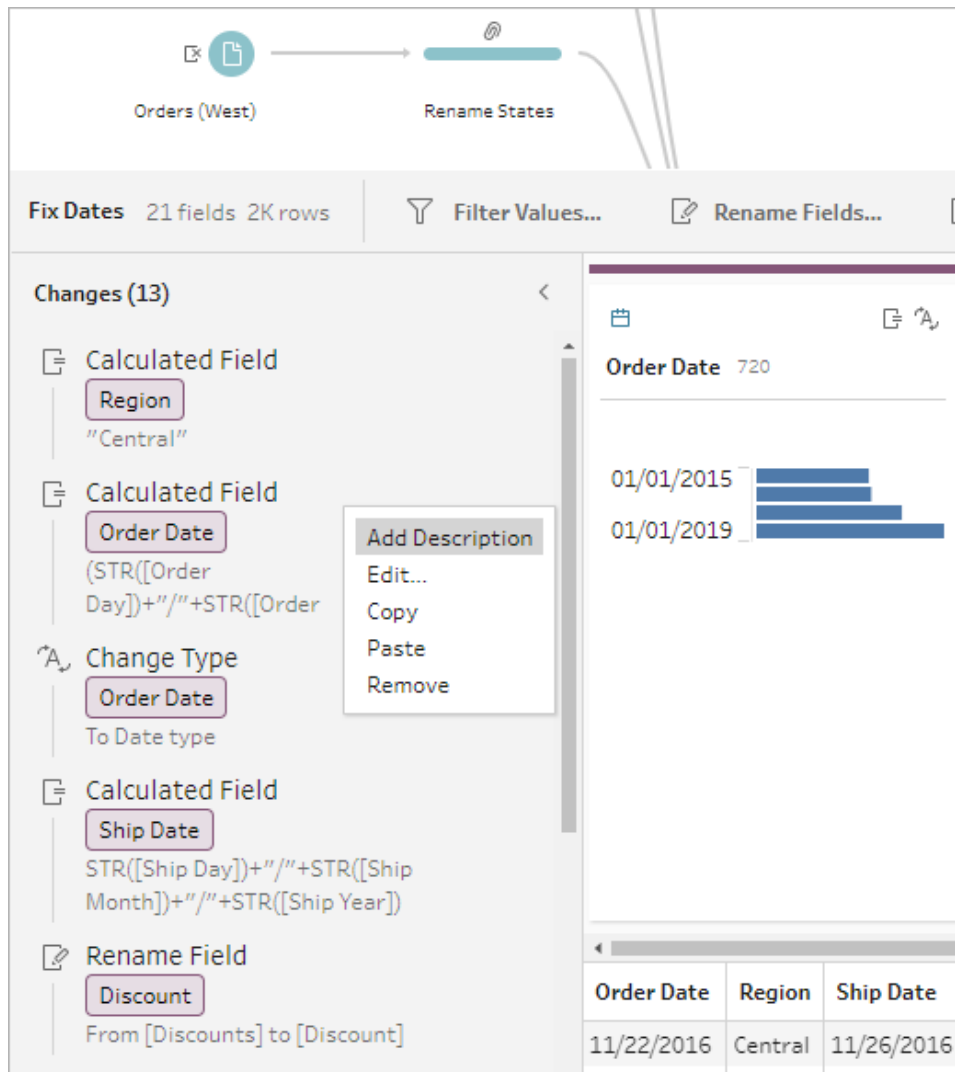 Orders (West)
Rename States
Fix Dates 21 fields 2K rows
Filter Values...
Rename Fields...
Changes (13)
Calculated Field
Region
"Central"
Calculated Field
Order Date
(STR([Order
Day])+"/"+STR([Order
Change Type
Order Date
To Date type
Calculated Field
Ship Date
STR([Ship Day])+"/"+STR([Ship
Month])+"/"+STR([Ship Year])
Rename Field
Discount
From [Discounts] to [Discount]
Add Description
Edit...
Copy
Paste
Remove
Order Date 720
01/01/2015
01/01/2019
Order Date Region Ship Date
11/22/2016 Central 11/26/2016